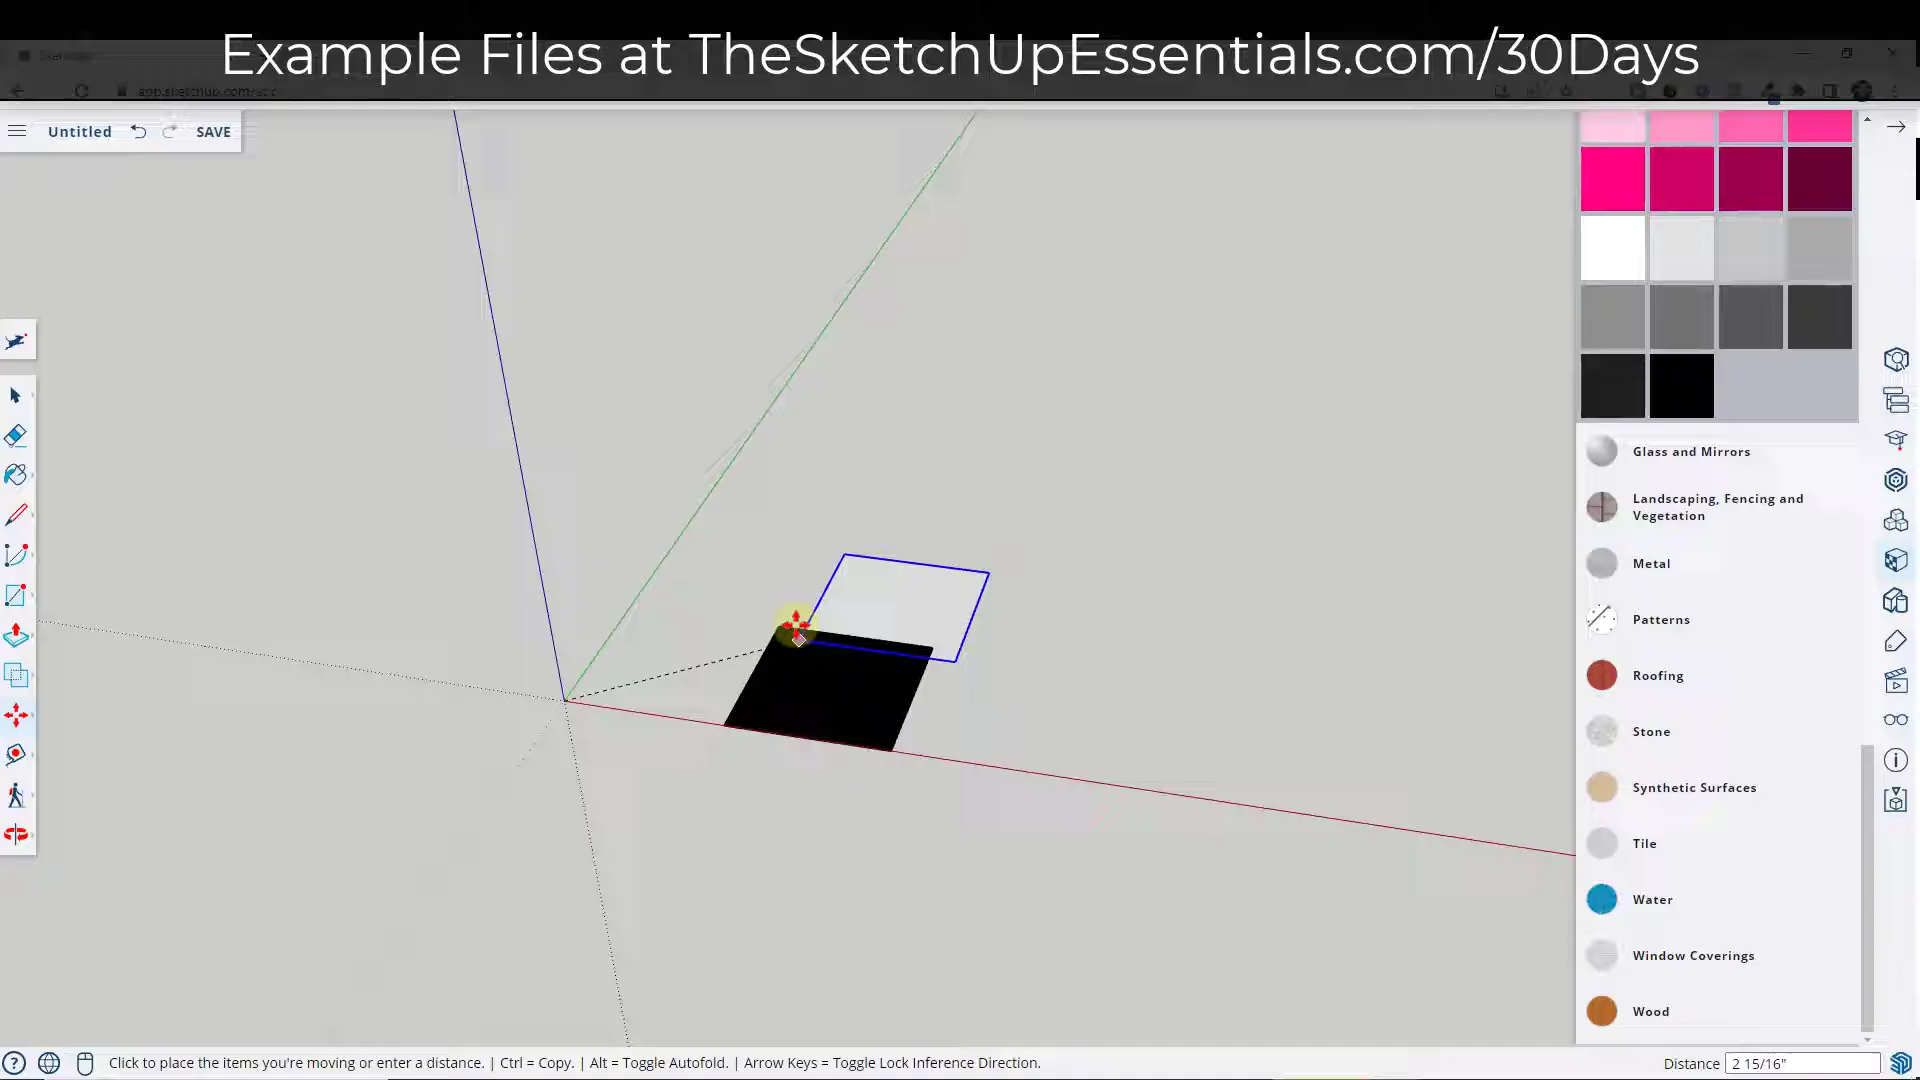 Example Files at TheSketchUpEssentials.com/30Days
Untitled
SAVE
Glass and Mirrors
Landscaping, Fencing and
Vegetation
Metal
Patterns
Roofing
Stone
Synthetic Surfaces
Tile
Water
Window Coverings
Wood
Click to place the items you're moving or enter a distance. | Ctrl = Copy. | Alt = Toggle Autofold. | Arrow Keys = Toggle Lock Inference Direction.
Distance 2 15/16"